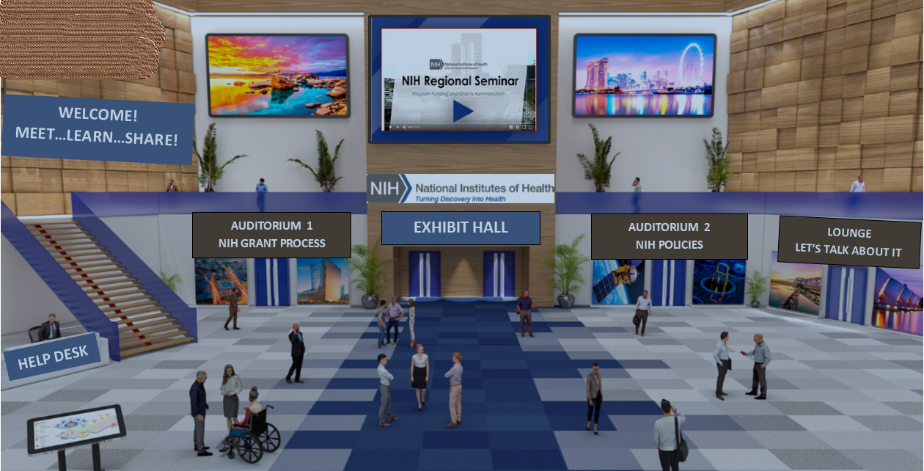 NIH National Institutes of Health
NIH Regional Seminar
Program Funding and Grants Administration
WELCOME!
MEET...LEARN...SHARE!
NIH National Institutes of Health
Turning Discovery Into Health
AUDITORIUM 1
NIH GRANT PROCESS
EXHIBIT HALL
AUDITORIUM 2
NIH POLICIES
LOUNGE
LET'S TALK ABOUT IT
HELP DESK